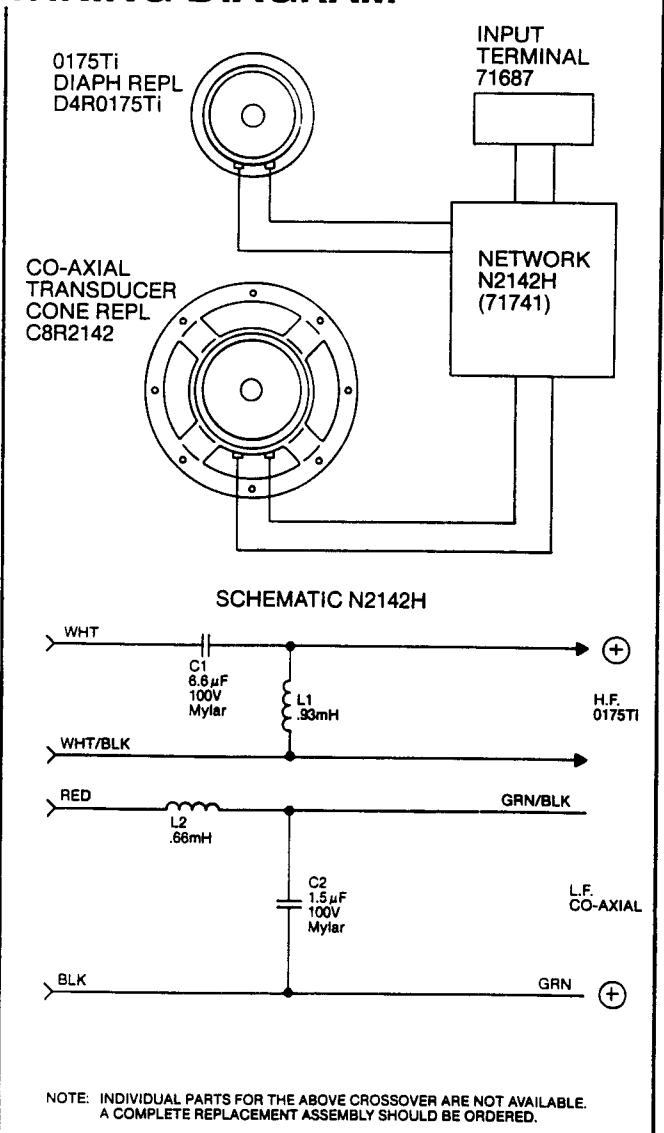 0175Ti
DIAPH REPL
D4R0175Ti
INPUT
TERMINAL
71687
NETWORK
N2142H
(71741)
CO-AXIAL
TRANSDUCER
CONE REPL
C8R2142
SCHEMATIC N2142H
WHT
C1
6.6µF
100V
Mylar
L1
.93mH
+
H.F.
0175TI
WHT/BLK
RED
L2
.66mH
GRN/BLK
C2
1.5µF
100V
Mylar
L.F.
CO-AXIAL
BLK
GRN
+
NOTE: INDIVIDUAL PARTS FOR THE ABOVE CROSSOVER ARE NOT AVAILABLE.
A COMPLETE REPLACEMENT ASSEMBLY SHOULD BE ORDERED.